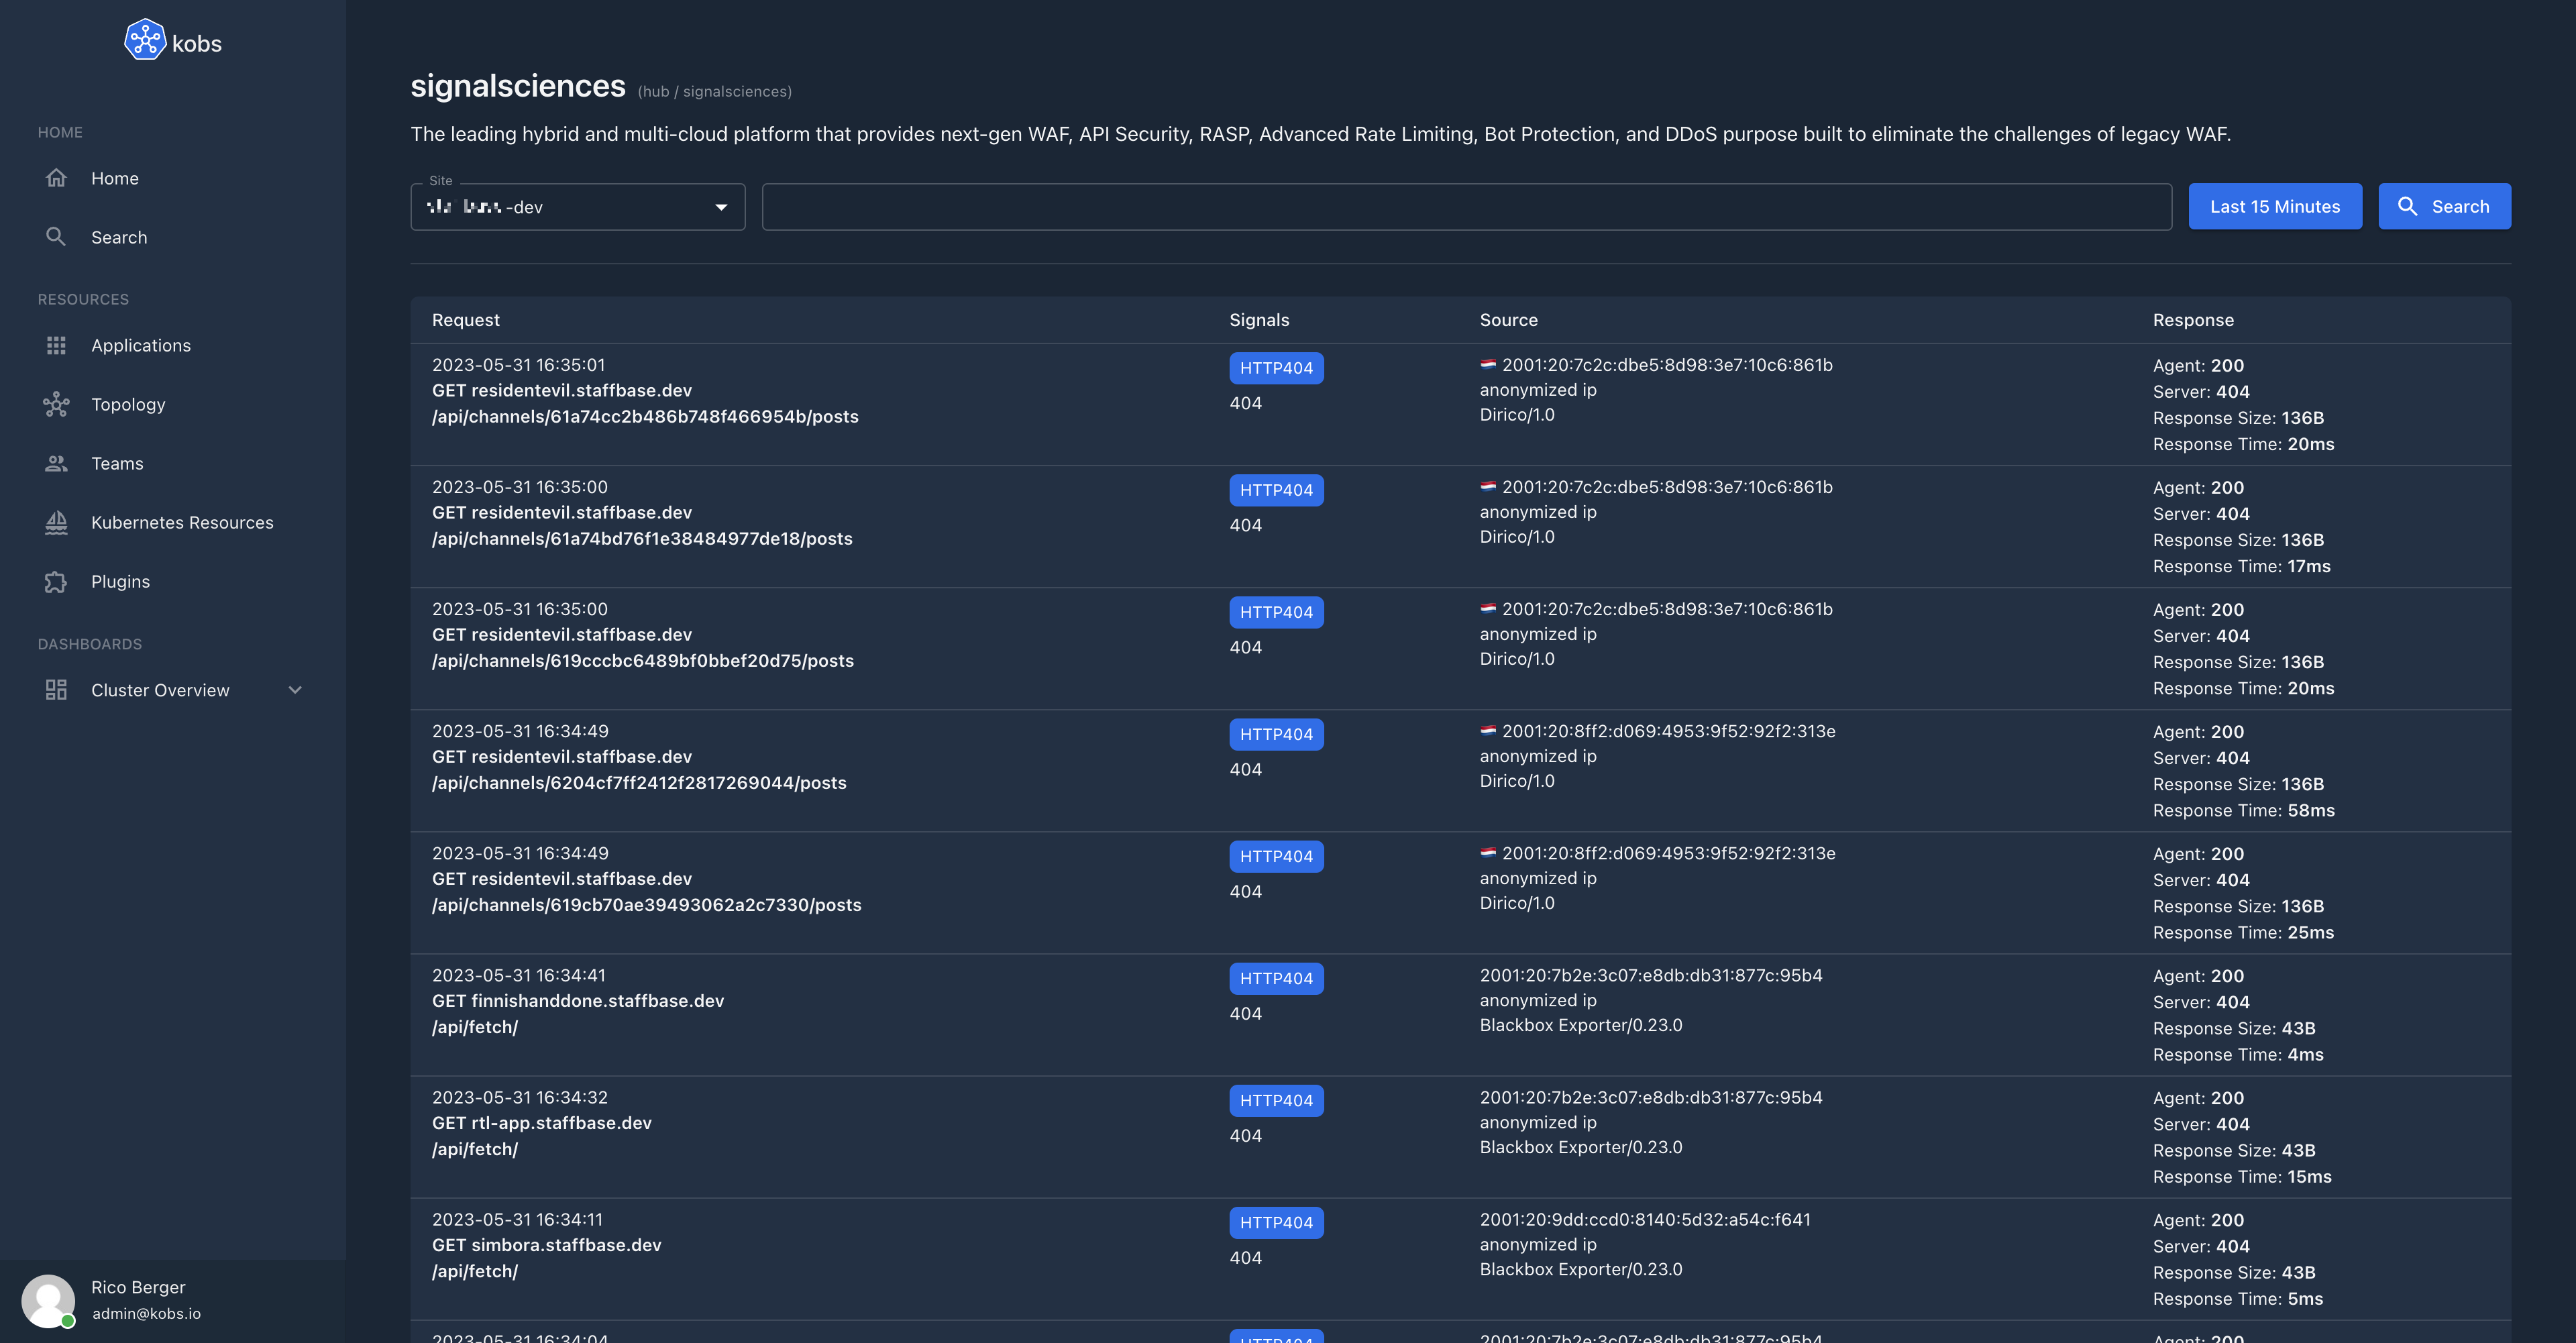 kobs
HOME
Home
Search
RESOURCES
Applications
Topology
Teams
Kubernetes Resources
Plugins
DASHBOARDS
Cluster Overview
Rico Berger
admin@kobs.io
signalsciences (hub / signalsciences)
The leading hybrid and multi-cloud platform that provides next-gen WAF, API Security, RASP, Advanced Rate Limiting, Bot Protection, and DDoS purpose built to eliminate the challenges of legacy WAF.
Site
-dev
Last 15 Minutes
Search
Request Signals Source Response
2023-05-31 16:35:01
GET residentevil.staffbase.dev
/api/channels/61a74cc2b486b748f466954b/posts
HTTP404
404
2001:20:7c2c:dbe5:8d98:3e7:10c6:861b
anonymized ip
Dirico/1.0
Agent: 200
Server: 404
Response Size: 136B
Response Time: 20ms
2023-05-31 16:35:00
GET residentevil.staffbase.dev
/api/channels/61a74bd76f1e38484977de18/posts
HTTP404
404
2001:20:7c2c:dbe5:8d98:3e7:10c6:861b
anonymized ip
Dirico/1.0
Agent: 200
Server: 404
Response Size: 136B
Response Time: 17ms
2023-05-31 16:35:00
GET residentevil.staffbase.dev
/api/channels/619cccbc6489bf0bbef20d75/posts
HTTP404
404
2001:20:7c2c:dbe5:8d98:3e7:10c6:861b
anonymized ip
Dirico/1.0
Agent: 200
Server: 404
Response Size: 136B
Response Time: 20ms
2023-05-31 16:34:49
GET residentevil.staffbase.dev
/api/channels/6204cf7ff2412f2817269044/posts
HTTP404
404
2001:20:8ff2:d069:4953:9f52:92f2:313e
anonymized ip
Dirico/1.0
Agent: 200
Server: 404
Response Size: 136B
Response Time: 58ms
2023-05-31 16:34:49
GET residentevil.staffbase.dev
/api/channels/619cb70ae39493062a2c7330/posts
HTTP404
404
2001:20:8ff2:d069:4953:9f52:92f2:313e
anonymized ip
Dirico/1.0
Agent: 200
Server: 404
Response Size: 136B
Response Time: 25ms
2023-05-31 16:34:41
GET finnishanddone.staffbase.dev
/api/fetch/
HTTP404
404
2001:20:7b2e:3c07:e8db:db31:877c:95b4
anonymized ip
Blackbox Exporter/0.23.0
Agent: 200
Server: 404
Response Size: 43B
Response Time: 4ms
2023-05-31 16:34:32
GET rtl-app.staffbase.dev
/api/fetch/
HTTP404
404
2001:20:7b2e:3c07:e8db:db31:877c:95b4
anonymized ip
Blackbox Exporter/0.23.0
Agent: 200
Server: 404
Response Size: 43B
Response Time: 15ms
2023-05-31 16:34:11
GET simbora.staffbase.dev
/api/fetch/
HTTP404
404
2001:20:9dd:ccd0:8140:5d32:a54c:f641
anonymized ip
Blackbox Exporter/0.23.0
Agent: 200
Server: 404
Response Size: 43B
Response Time: 5ms
2023-05-31 16:34:04
HTTP404
2001:20:7b2e:3c07:e8db:db31:877c:95b4
Agent: 200